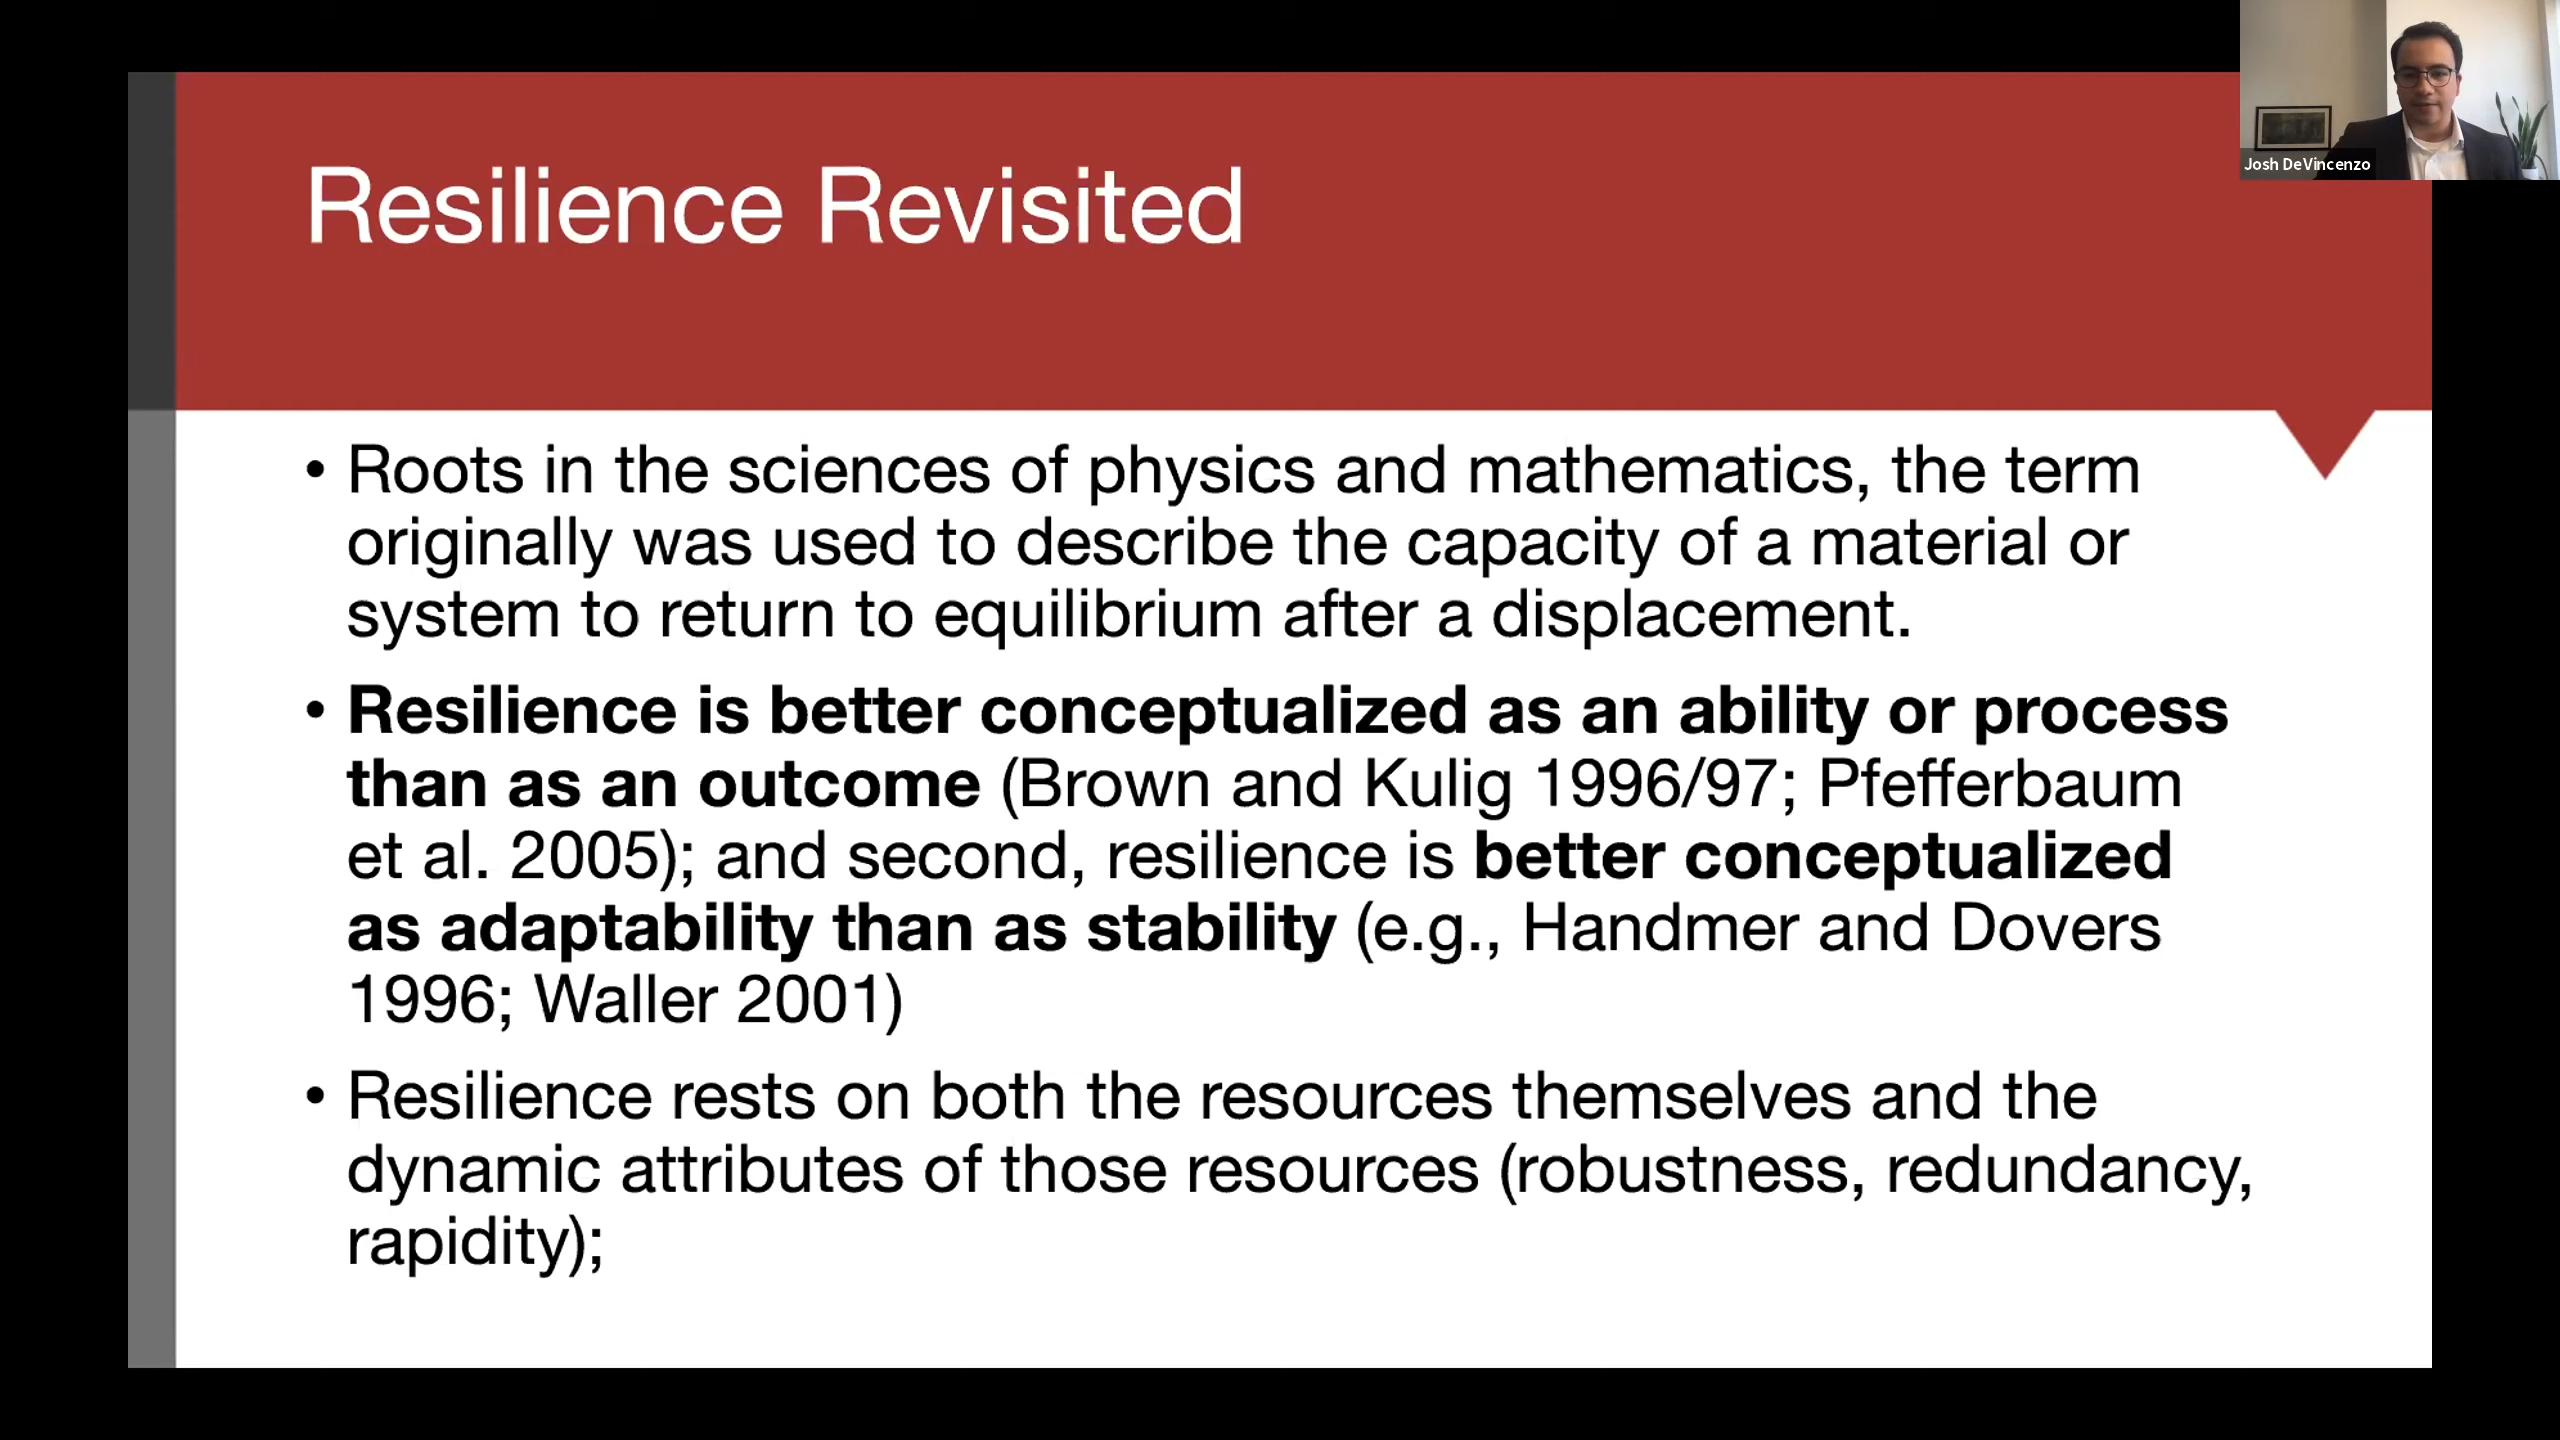 Resilience Revisited
Josh DeVincenzo
• Roots in the sciences of physics and mathematics, the term
originally was used to describe the capacity of a material or
system to return to equilibrium after a displacement.
• Resilience is better conceptualized as an ability or process
than as an outcome (Brown and Kulig 1996/97; Pfefferbaum
et al. 2005); and second, resilience is better conceptualized
as adaptability than as stability (e.g., Handmer and Dovers
1996; Waller 2001)
• Resilience rests on both the resources themselves and the
dynamic attributes of those resources (robustness, redundancy,
rapidity);